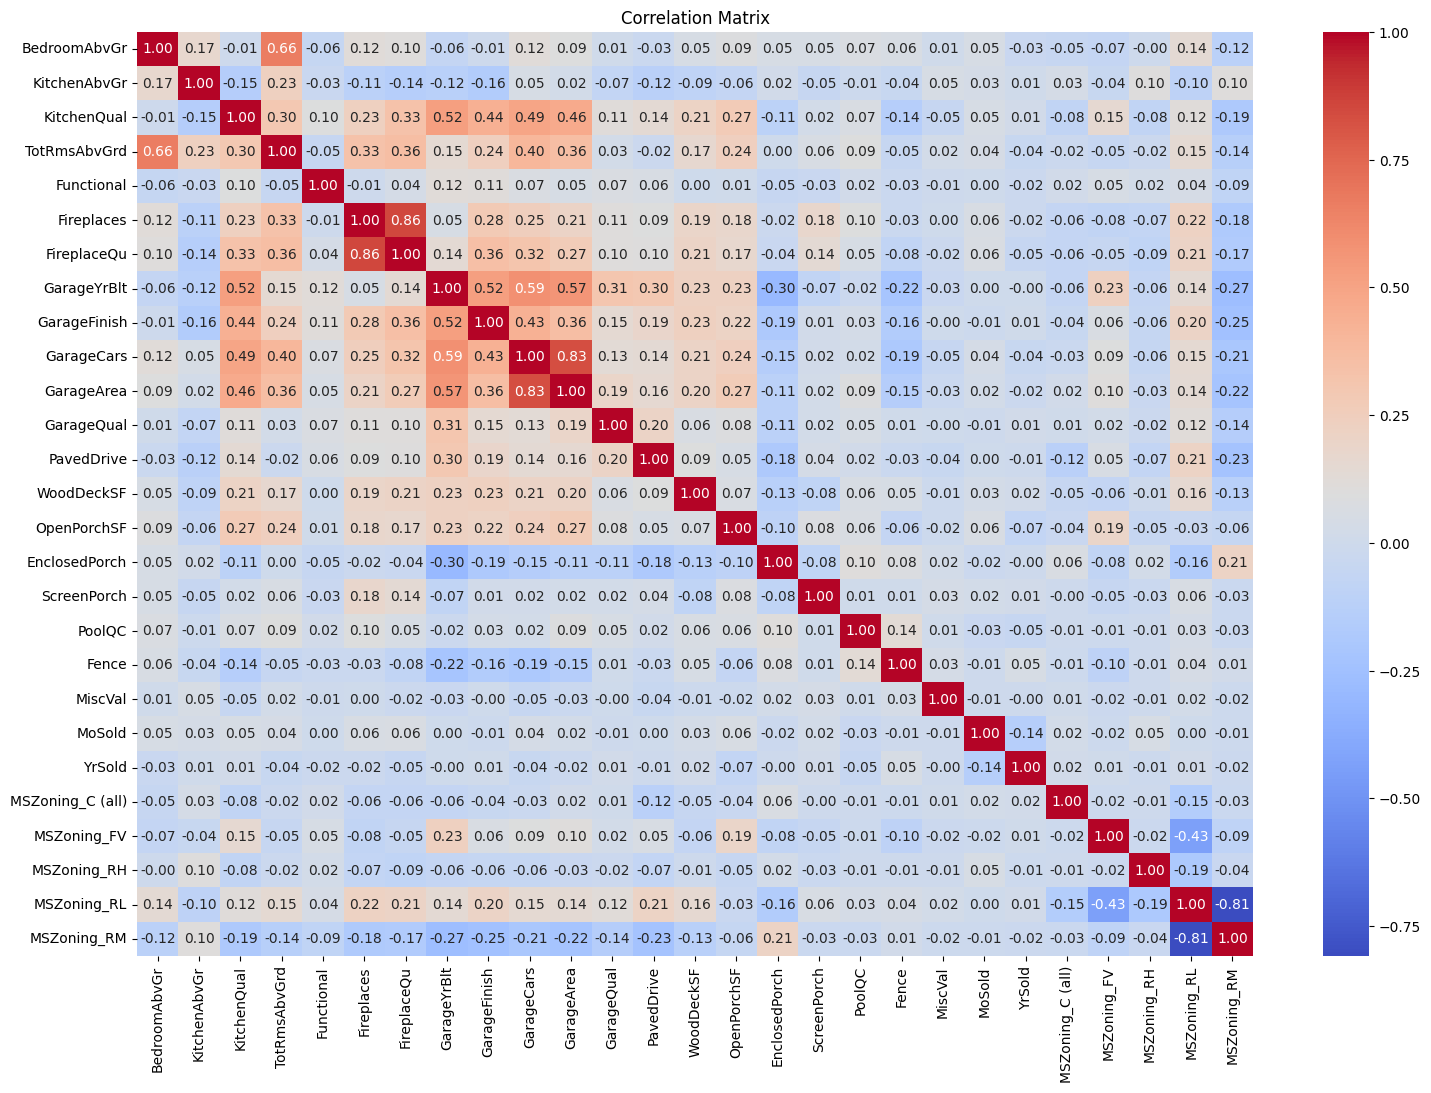 Correlation Matrix
BedroomAbvGr 1.00 0.17 -0.01 0.66 -0.06 0.12 0.10 -0.06 -0.01 0.12 0.09 0.01 -0.03 0.05 0.09 0.05 0.05 0.07 0.06 0.01 0.05 -0.03 -0.05 -0.07 -0.00 0.14 -0.12
KitchenAbvGr 0.17 1.00 -0.15 0.23 -0.03 -0.11 -0.14 -0.12 -0.16 0.05 0.02 -0.07 -0.12 -0.09 -0.06 0.02 -0.05 -0.01 -0.04 0.05 0.03 0.01 0.03 -0.04 0.10 -0.10 0.10
KitchenQual -0.01 -0.15 1.00 0.30 0.10 0.23 0.33 0.52 0.44 0.49 0.46 0.11 0.14 0.21 0.27 -0.11 0.02 0.07 -0.14 -0.05 0.05 0.01 -0.08 0.15 -0.08 0.12 -0.19
TotRmsAbvGrd 0.66 0.23 0.30 1.00 -0.05 0.33 0.36 0.15 0.24 0.40 0.36 0.03 -0.02 0.17 0.24 0.00 0.06 0.09 -0.05 0.02 0.04 -0.04 -0.02 -0.05 -0.02 0.15 -0.14
Functional -0.06 -0.03 0.10 -0.05 1.00 -0.01 0.04 0.12 0.11 0.07 0.05 0.07 0.06 0.00 0.01 -0.05 -0.03 0.02 -0.03 -0.01 0.00 -0.02 0.02 0.05 0.02 0.04 -0.09
Fireplaces 0.12 -0.11 0.23 0.33 -0.01 1.00 0.86 0.05 0.28 0.25 0.21 0.11 0.09 0.19 0.18 -0.02 0.18 0.10 -0.03 0.00 0.06 -0.02 -0.06 -0.08 -0.07 0.22 -0.18
FireplaceQu 0.10 -0.14 0.33 0.36 0.04 0.86 1.00 0.14 0.36 0.32 0.27 0.10 0.10 0.21 0.17 -0.04 0.14 0.05 -0.08 -0.02 0.06 -0.05 -0.06 -0.05 -0.09 0.21 -0.17
GarageYrBlt -0.06 -0.12 0.52 0.15 0.12 0.05 0.14 1.00 0.52 0.59 0.57 0.31 0.30 0.23 0.23 -0.30 -0.07 -0.02 -0.22 -0.03 0.00 -0.00 -0.06 0.23 -0.06 0.14 -0.27
GarageFinish -0.01 -0.16 0.44 0.24 0.11 0.28 0.36 0.52 1.00 0.43 0.36 0.15 0.19 0.23 0.22 -0.19 0.01 0.03 -0.16 -0.00 -0.01 0.01 -0.04 0.06 -0.06 0.20 -0.25
GarageCars 0.12 0.05 0.49 0.40 0.07 0.25 0.32 0.59 0.43 1.00 0.83 0.13 0.14 0.21 0.24 -0.15 0.02 0.02 -0.19 -0.05 0.04 -0.04 -0.03 0.09 -0.06 0.15 -0.21
GarageArea 0.09 0.02 0.46 0.36 0.05 0.21 0.27 0.57 0.36 0.83 1.00 0.19 0.16 0.20 0.27 -0.11 0.02 0.09 -0.15 -0.03 0.02 -0.02 0.02 0.10 -0.03 0.14 -0.22
GarageQual 0.01 -0.07 0.11 0.03 0.07 0.11 0.10 0.31 0.15 0.13 0.19 1.00 0.20 0.06 0.08 -0.11 0.02 0.05 0.01 -0.00 -0.01 0.01 0.01 0.02 -0.02 0.12 -0.14
PavedDrive -0.03 -0.12 0.14 -0.02 0.06 0.09 0.10 0.30 0.19 0.14 0.16 0.20 1.00 0.09 0.05 -0.18 0.04 0.02 -0.03 -0.04 0.00 -0.01 -0.12 0.05 -0.07 0.21 -0.23
WoodDeckSF 0.05 -0.09 0.21 0.17 0.00 0.19 0.21 0.23 0.23 0.21 0.20 0.06 0.09 1.00 0.07 -0.13 -0.08 0.06 0.05 -0.01 0.03 0.02 -0.05 -0.06 -0.01 0.16 -0.13
OpenPorchSF 0.09 -0.06 0.27 0.24 0.01 0.18 0.17 0.23 0.22 0.24 0.27 0.08 0.05 0.07 1.00 -0.10 0.08 0.06 -0.06 -0.02 0.06 -0.07 -0.04 0.19 -0.05 -0.03 -0.06
EnclosedPorch 0.05 0.02 -0.11 0.00 -0.05 -0.02 -0.04 -0.30 -0.19 -0.15 -0.11 -0.11 -0.18 -0.13 -0.10 1.00 -0.08 0.10 0.08 0.02 -0.02 -0.00 0.06 -0.08 0.02 -0.16 0.21
ScreenPorch 0.05 -0.05 0.02 0.06 -0.03 0.18 0.14 -0.07 0.01 0.02 0.02 0.02 0.04 -0.08 0.08 -0.08 1.00 0.01 0.01 0.03 0.02 0.01 -0.00 -0.05 -0.03 0.06 -0.03
PoolQC 0.07 -0.01 0.07 0.09 0.02 0.10 0.05 -0.02 0.03 0.02 0.09 0.05 0.02 0.06 0.06 0.10 0.01 1.00 0.14 0.01 -0.03 -0.05 -0.01 -0.01 -0.01 0.03 -0.03
Fence 0.06 -0.04 -0.14 -0.05 -0.03 -0.03 -0.08 -0.22 -0.16 -0.19 -0.15 0.01 -0.03 0.05 -0.06 0.08 0.01 0.14 1.00 0.03 -0.01 0.05 -0.01 -0.10 -0.01 0.04 0.01
MiscVal 0.01 0.05 -0.05 0.02 -0.01 0.00 -0.02 -0.03 -0.00 -0.05 -0.03 -0.00 -0.04 -0.01 -0.02 0.02 0.03 0.01 0.03 1.00 -0.01 -0.00 0.01 -0.02 -0.01 0.02 -0.02
MoSold 0.05 0.03 0.05 0.04 0.00 0.06 0.06 0.00 -0.01 0.04 0.02 -0.01 0.00 0.03 0.06 -0.02 0.02 -0.03 -0.01 -0.01 1.00 -0.14 0.02 -0.02 0.05 0.00 -0.01
YrSold -0.03 0.01 0.01 -0.04 -0.02 -0.02 -0.05 -0.00 0.01 -0.04 -0.02 0.01 -0.01 0.02 -0.07 -0.00 0.01 -0.05 0.05 -0.00 -0.14 1.00 0.02 0.01 -0.01 0.01 -0.02
MSZoning_C (all) -0.05 0.03 -0.08 -0.02 0.02 -0.06 -0.06 -0.06 -0.04 -0.03 0.02 0.01 -0.12 -0.05 -0.04 0.06 -0.00 -0.01 -0.01 0.01 0.02 0.02 1.00 -0.02 -0.01 -0.15 -0.03
MSZoning_FV -0.07 -0.04 0.15 -0.05 0.05 -0.08 -0.05 0.23 0.06 0.09 0.10 0.02 0.05 -0.06 0.19 -0.08 -0.05 -0.01 -0.10 -0.02 -0.02 0.01 -0.02 1.00 -0.02 -0.43 -0.09
MSZoning_RH -0.00 0.10 -0.08 -0.02 0.02 -0.07 -0.09 -0.06 -0.06 -0.06 -0.03 -0.02 -0.07 -0.01 -0.05 0.02 -0.03 -0.01 -0.01 -0.01 0.05 -0.01 -0.01 -0.02 1.00 -0.19 -0.04
MSZoning_RL 0.14 -0.10 0.12 0.15 0.04 0.22 0.21 0.14 0.20 0.15 0.14 0.12 0.21 0.16 -0.03 -0.16 0.06 0.03 0.04 0.02 0.00 0.01 -0.15 -0.43 -0.19 1.00 -0.81
MSZoning_RM -0.12 0.10 -0.19 -0.14 -0.09 -0.18 -0.17 -0.27 -0.25 -0.21 -0.22 -0.14 -0.23 -0.13 -0.06 0.21 -0.03 -0.03 0.01 -0.02 -0.01 -0.02 -0.03 -0.09 -0.04 -0.81 1.00
BedroomAbvGr
KitchenAbvGr
KitchenQual
TotRmsAbvGrd
Functional
Fireplaces
FireplaceQu
GarageYrBlt
GarageFinish
GarageCars
GarageArea
GarageQual
PavedDrive
WoodDeckSF
OpenPorchSF
EnclosedPorch
ScreenPorch
PoolQC
Fence
MiscVal
MoSold
YrSold
MSZoning_C (all)
MSZoning_FV
MSZoning_RH
MSZoning_RL
MSZoning_RM
1.00
0.75
0.50
0.25
0.00
−0.25
−0.50
−0.75